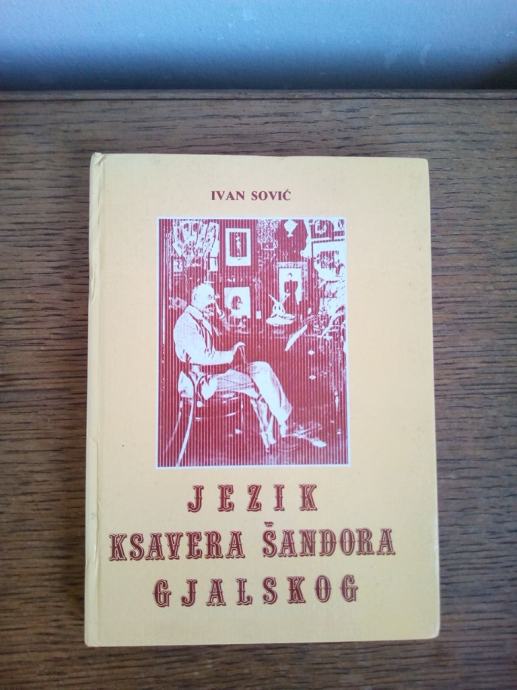 IVAN SOVIĆ
JEZIK
KSAVERA ŠANDORA
GJALSKOG